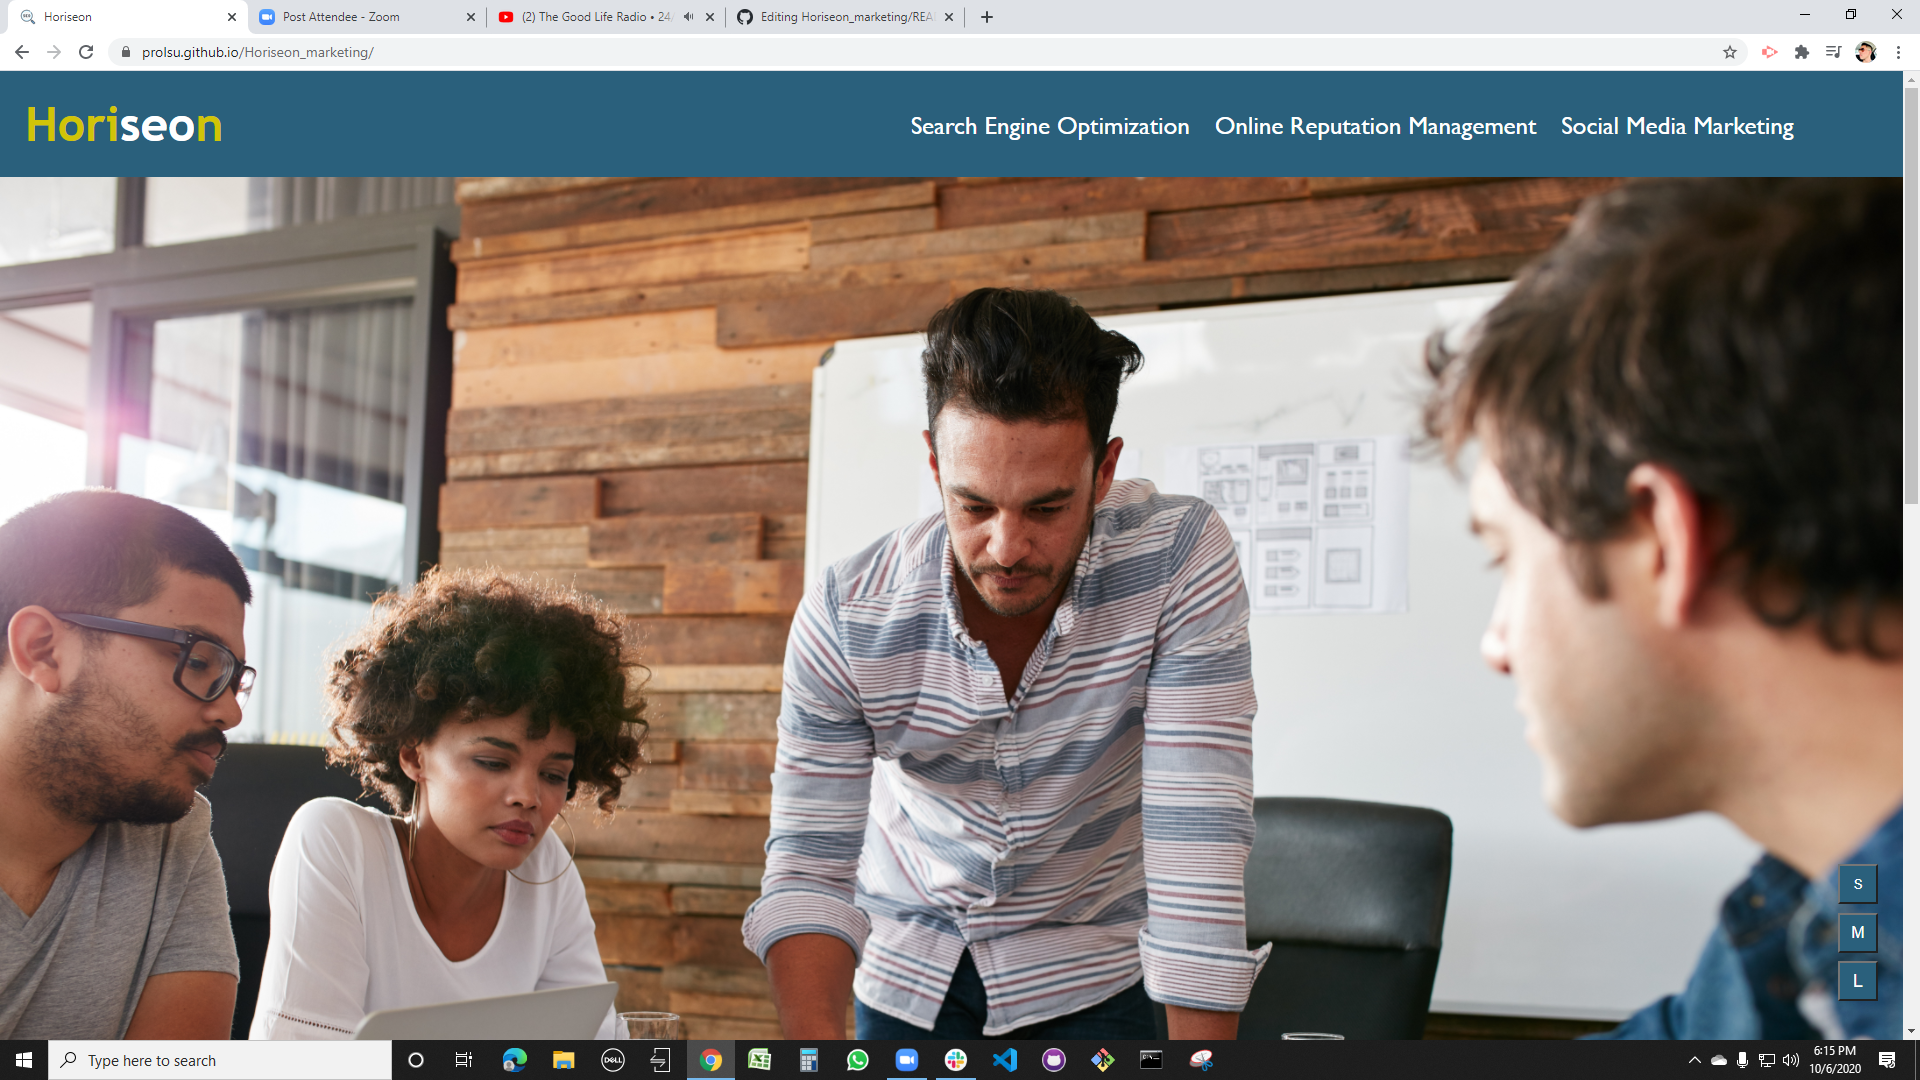 Horiseon
Post Attendee - Zoom
(2) The Good Life Radio • 24/
Editing Horiseon_marketing/REA
prolsu.github.io/Horiseon_marketing/
Horiseon
Search Engine Optimization
Online Reputation Management
Social Media Marketing
S
M
L
Type here to search
DELL
6:15 PM
10/6/2020